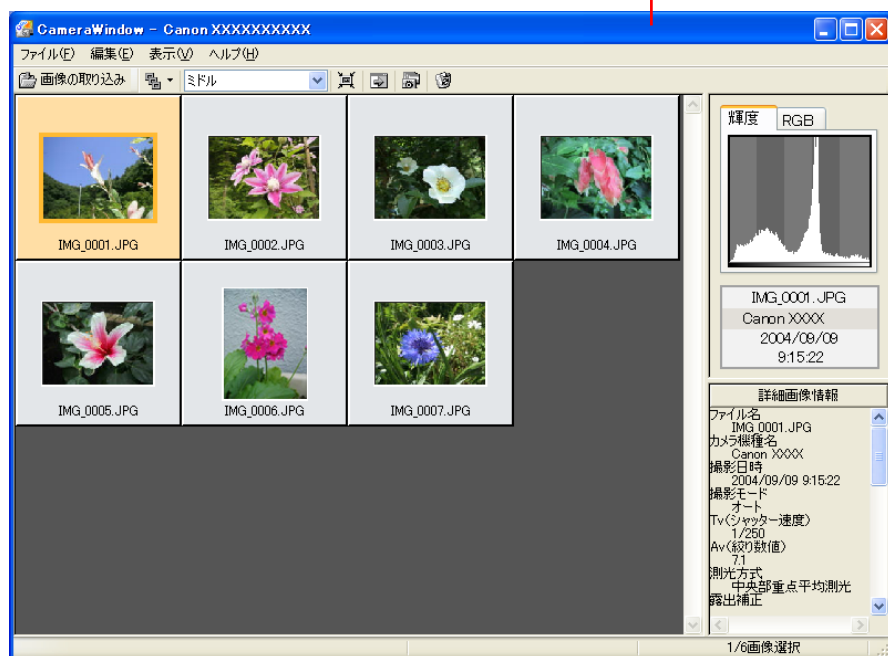 CameraWindow - Canon XXXXXXXXXX
ファイル(F) 編集(E) 表示(V) ヘルプ(H)
画像の取り込み ミドル
IMG_0001.JPG IMG_0002.JPG IMG_0003.JPG IMG_0004.JPG
IMG_0005.JPG IMG_0006.JPG IMG_0007.JPG
輝度 RGB
IMG_0001.JPG
Canon XXXX
2004/09/09
9:15:22
詳細画像情報
ファイル名
IMG_0001.JPG
カメラ機種名
Canon XXXX
撮影日時
2004/09/09 9:15:22
撮影モード
オート
Tv(シャッター速度)
1/250
Av(絞り数値)
7.1
測光方式
中央部重点平均測光
露出補正
1/6画像選択